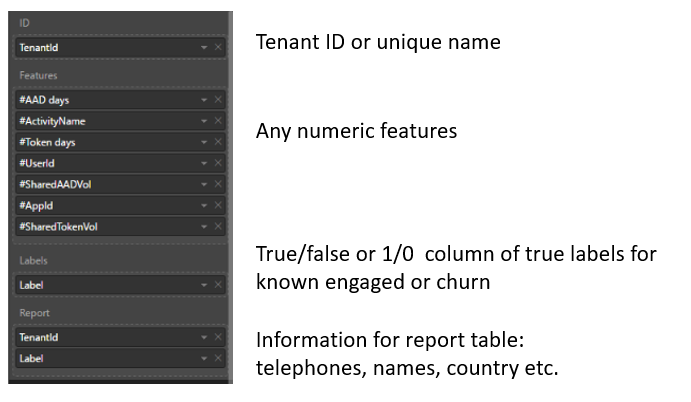 ID
TenantId
Tenant ID or unique name
Features
#AAD days
#ActivityName
#Token days
#UserId
#SharedAADVol
#AppId
#SharedTokenVol
Any numeric features
Labels
Label
True/false or 1/0 column of true labels for
known engaged or churn
Report
TenantId
Label
Information for report table:
telephones, names, country etc.